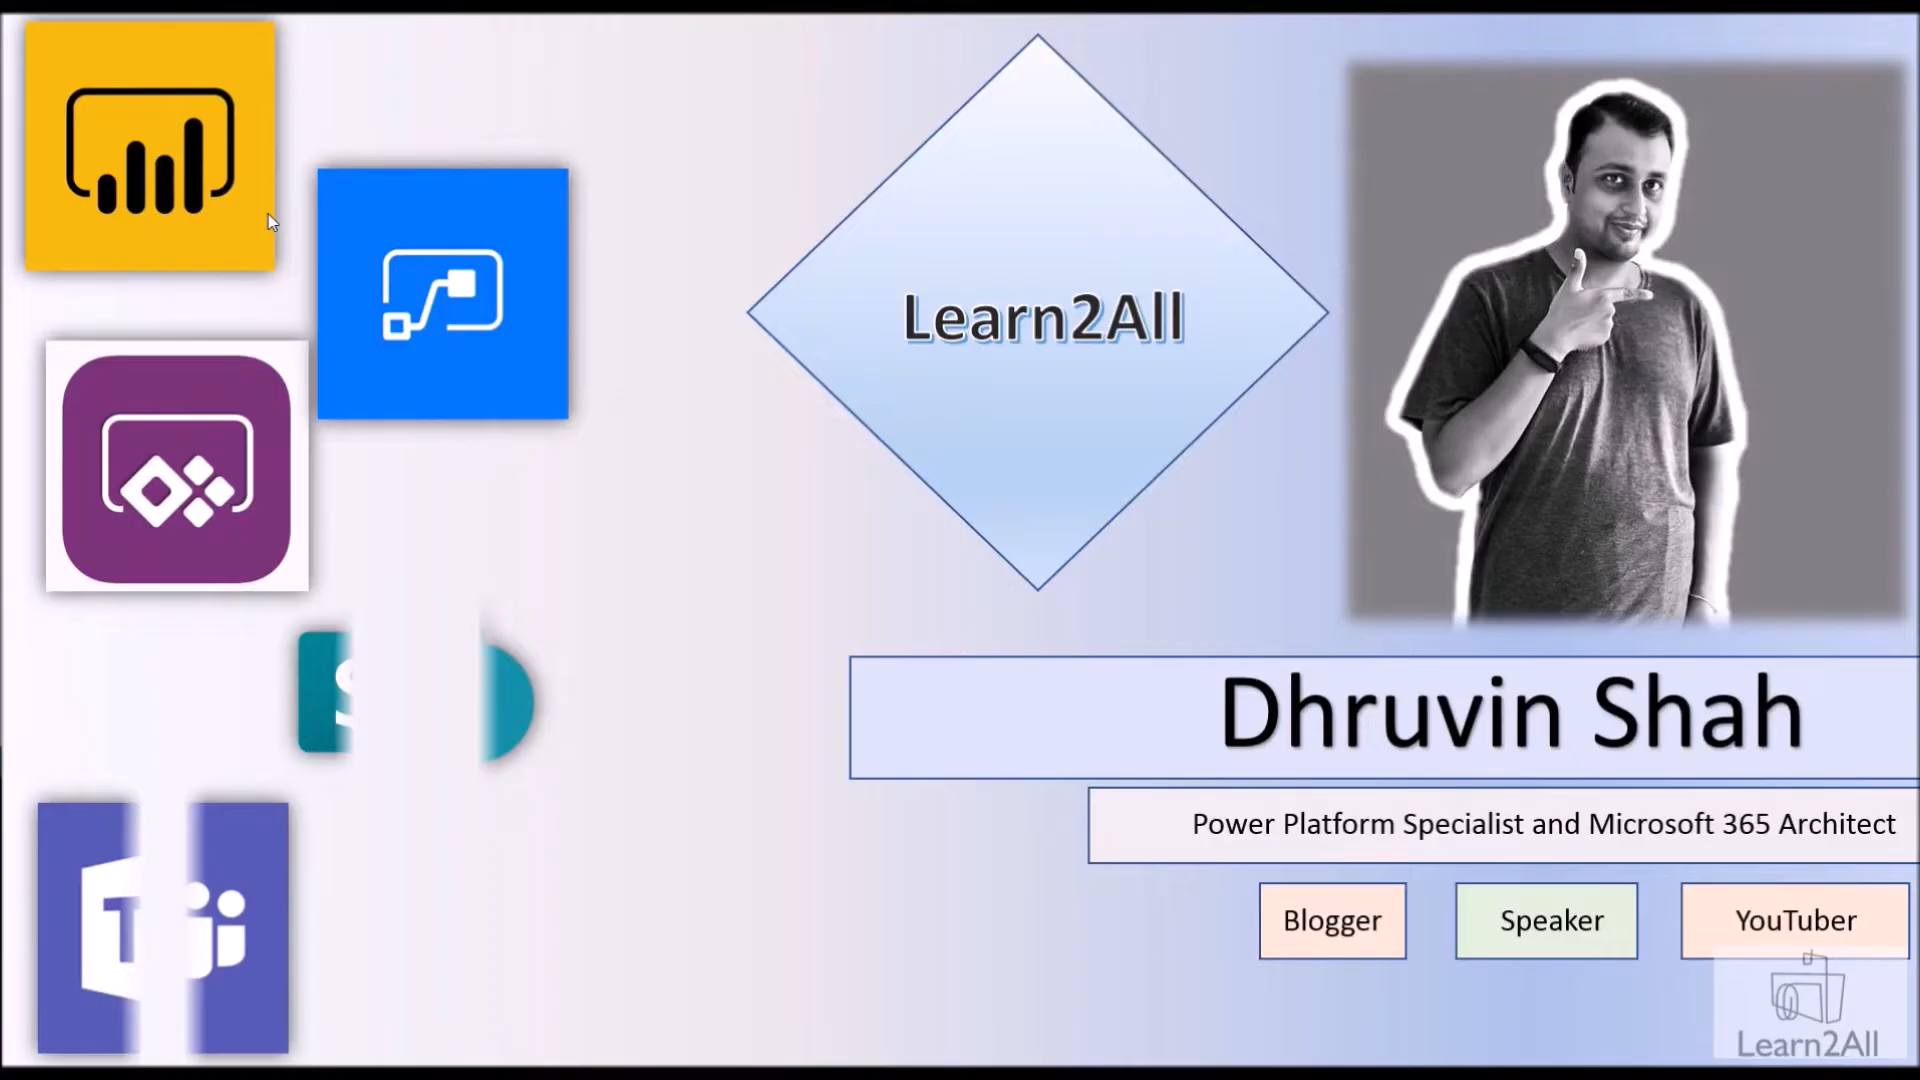 Learn2All
Dhruvin Shah
Power Platform Specialist and Microsoft 365 Architect
Blogger
Speaker
YouTuber
Learn2All